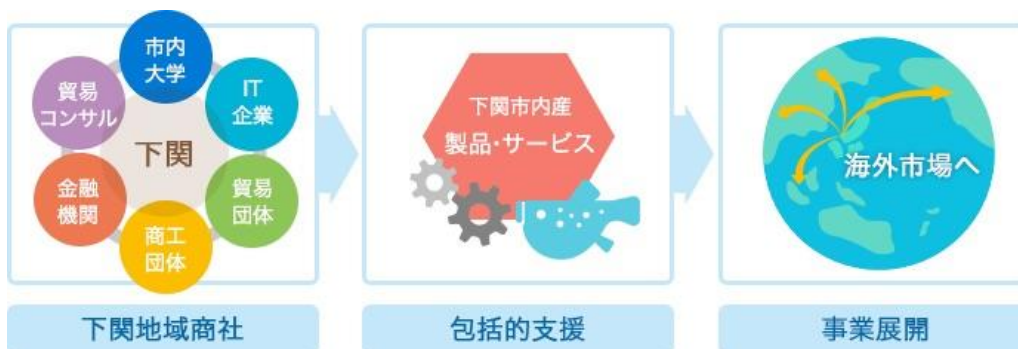 市内
大学
IT
企業
貿易
団体
商工
団体
金融
機関
貿易
コンサル
下関
下関地域商社
下関市内産
製品・サービス
包括的支援
海外市場へ
事業展開